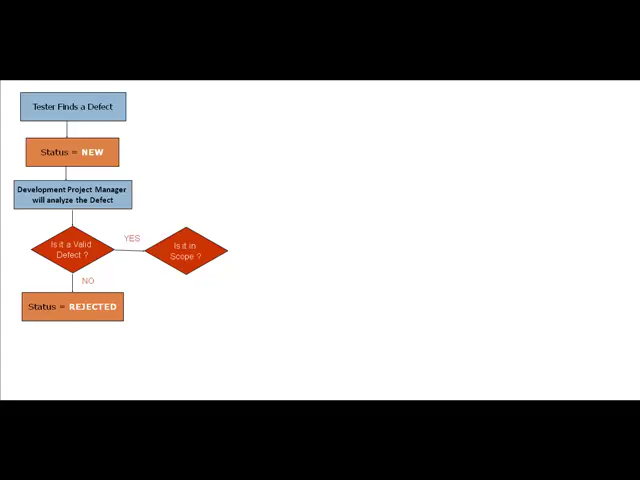 Tester Finds a Defect
Status = NEW
Development Project Manager
will analyze the Defect
Is it a Valid
Defect ?
YES
Is it in
Scope ?
NO
Status = REJECTED